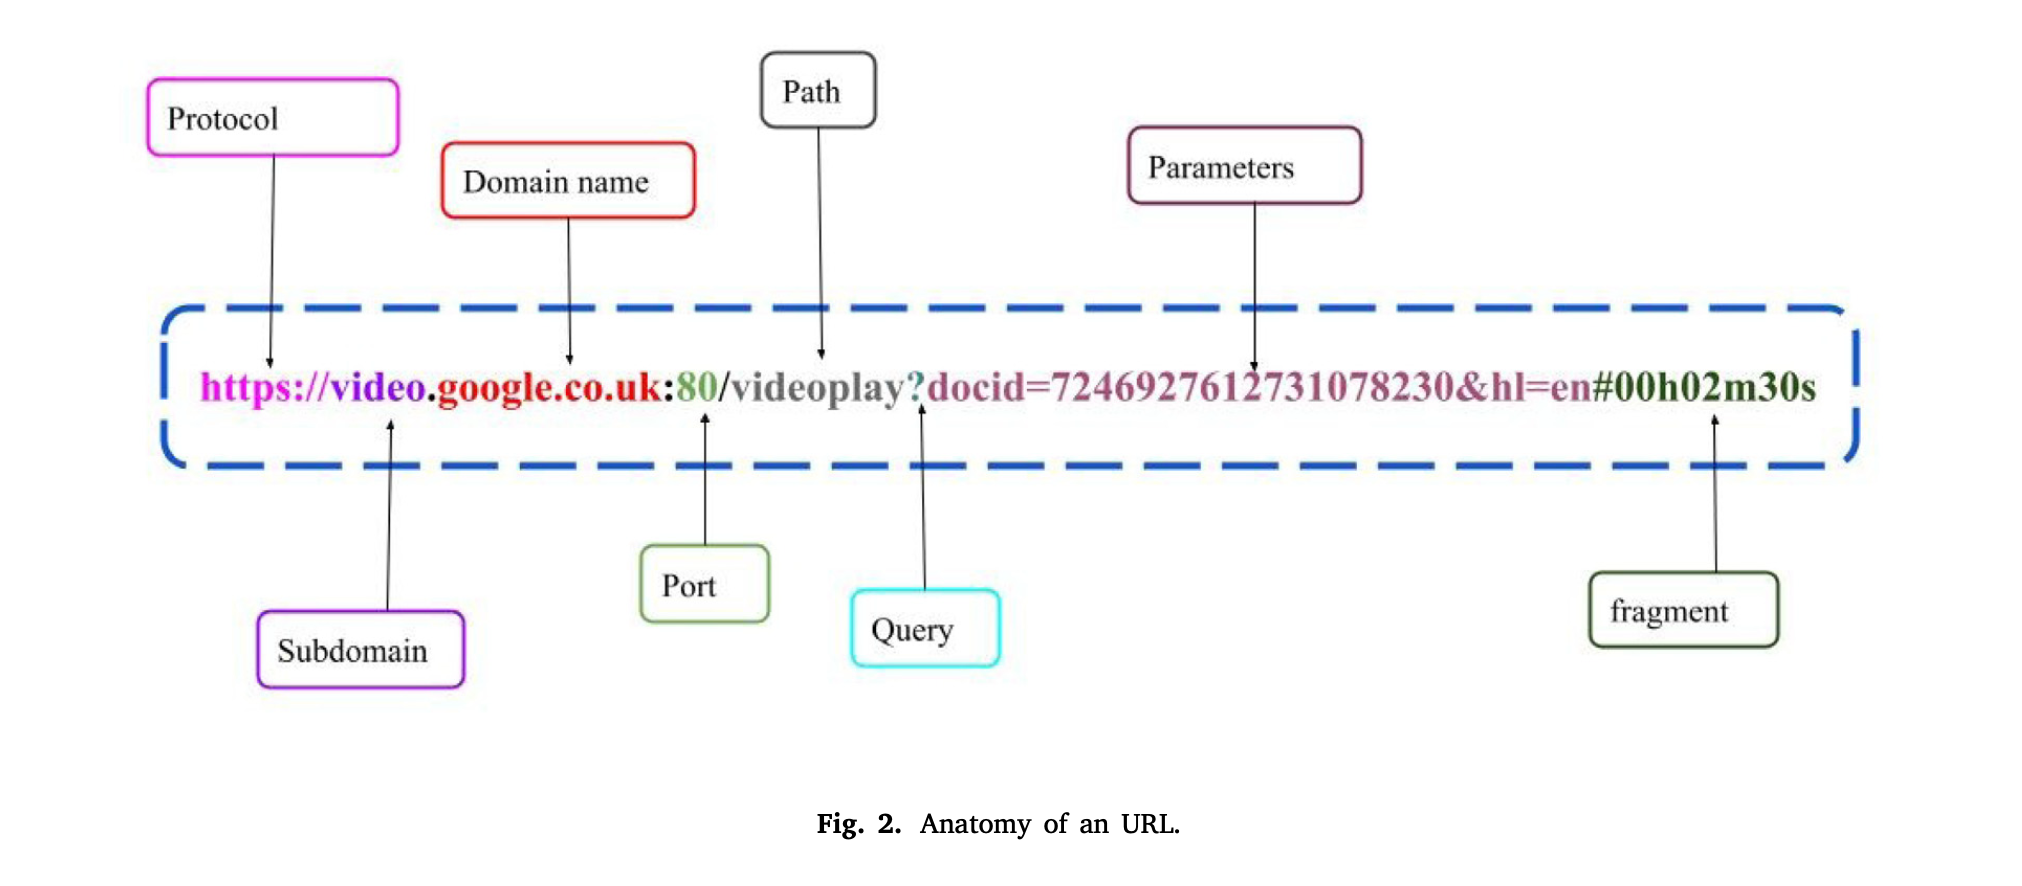 Path
Protocol
Parameters
Domain name
https://video.google.co.uk:80/videoplay?docid=7246927612731078230&hl=en#00h02m30s
Port
fragment
Query
Subdomain
Fig. 2. Anatomy of an URL.